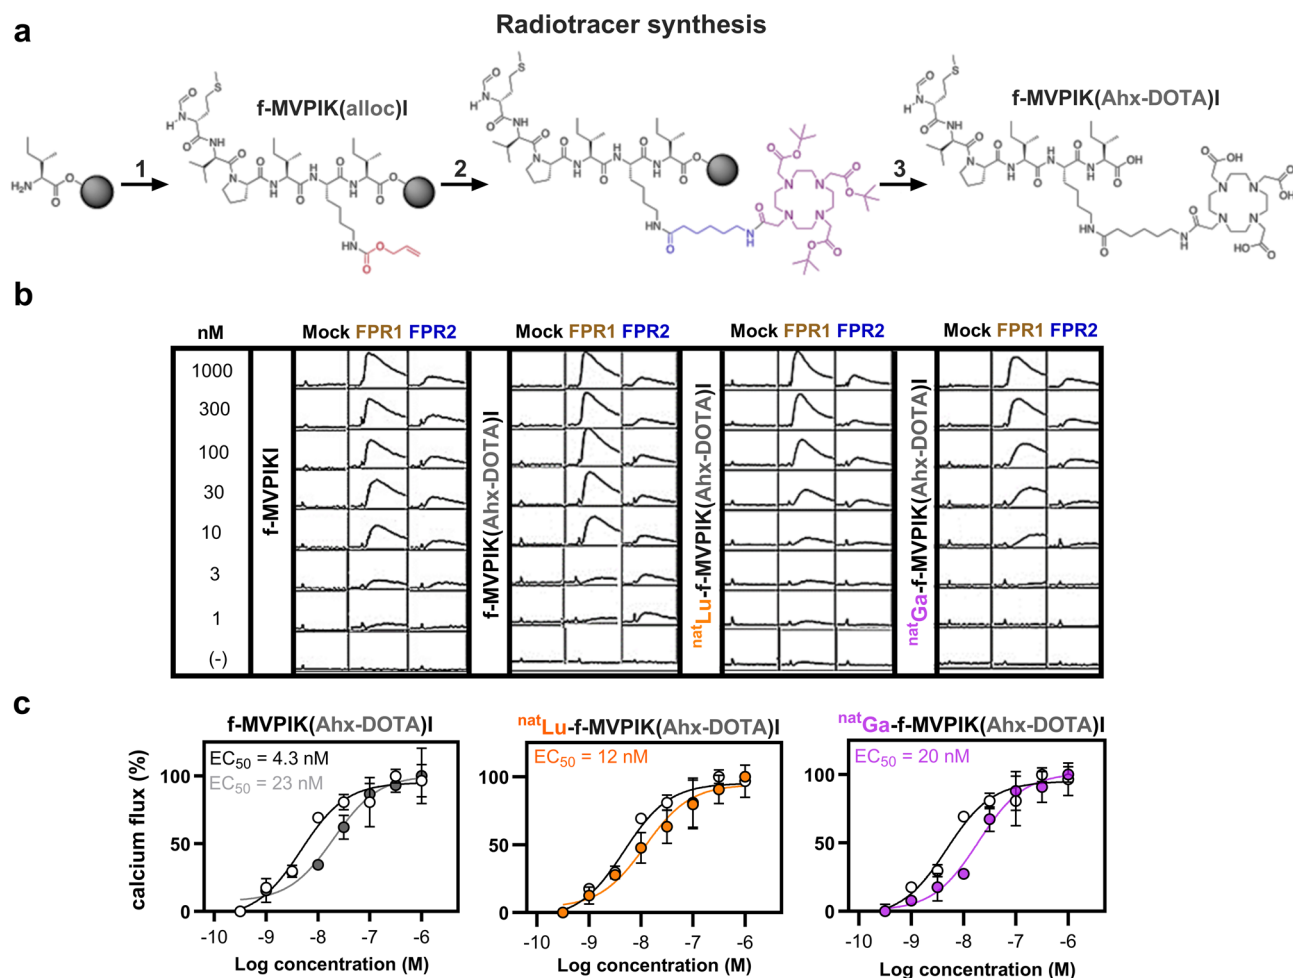 a
Radiotracer synthesis
f-MVPIK(alloc)I
f-MVPIK(Ahx-DOTA)I
1
2
3
b
nM
Mock FPR1 FPR2
Mock FPR1 FPR2
Mock FPR1 FPR2
Mock FPR1 FPR2
1000
300
100
30
10
3
1
(-)
f-MVPIKI
f-MVPIK(Ahx-DOTA)I
natLu-f-MVPIK(Ahx-DOTA)I
natGa-f-MVPIK(Ahx-DOTA)I
c
f-MVPIK(Ahx-DOTA)I
EC50 = 4.3 nM
EC50 = 23 nM
calcium flux (%)
100
50
0
-10 -9 -8 -7 -6
Log concentration (M)
natLu-f-MVPIK(Ahx-DOTA)I
EC50 = 12 nM
100
50
0
-10 -9 -8 -7 -6
Log concentration (M)
natGa-f-MVPIK(Ahx-DOTA)I
EC50 = 20 nM
100
50
0
-10 -9 -8 -7 -6
Log concentration (M)